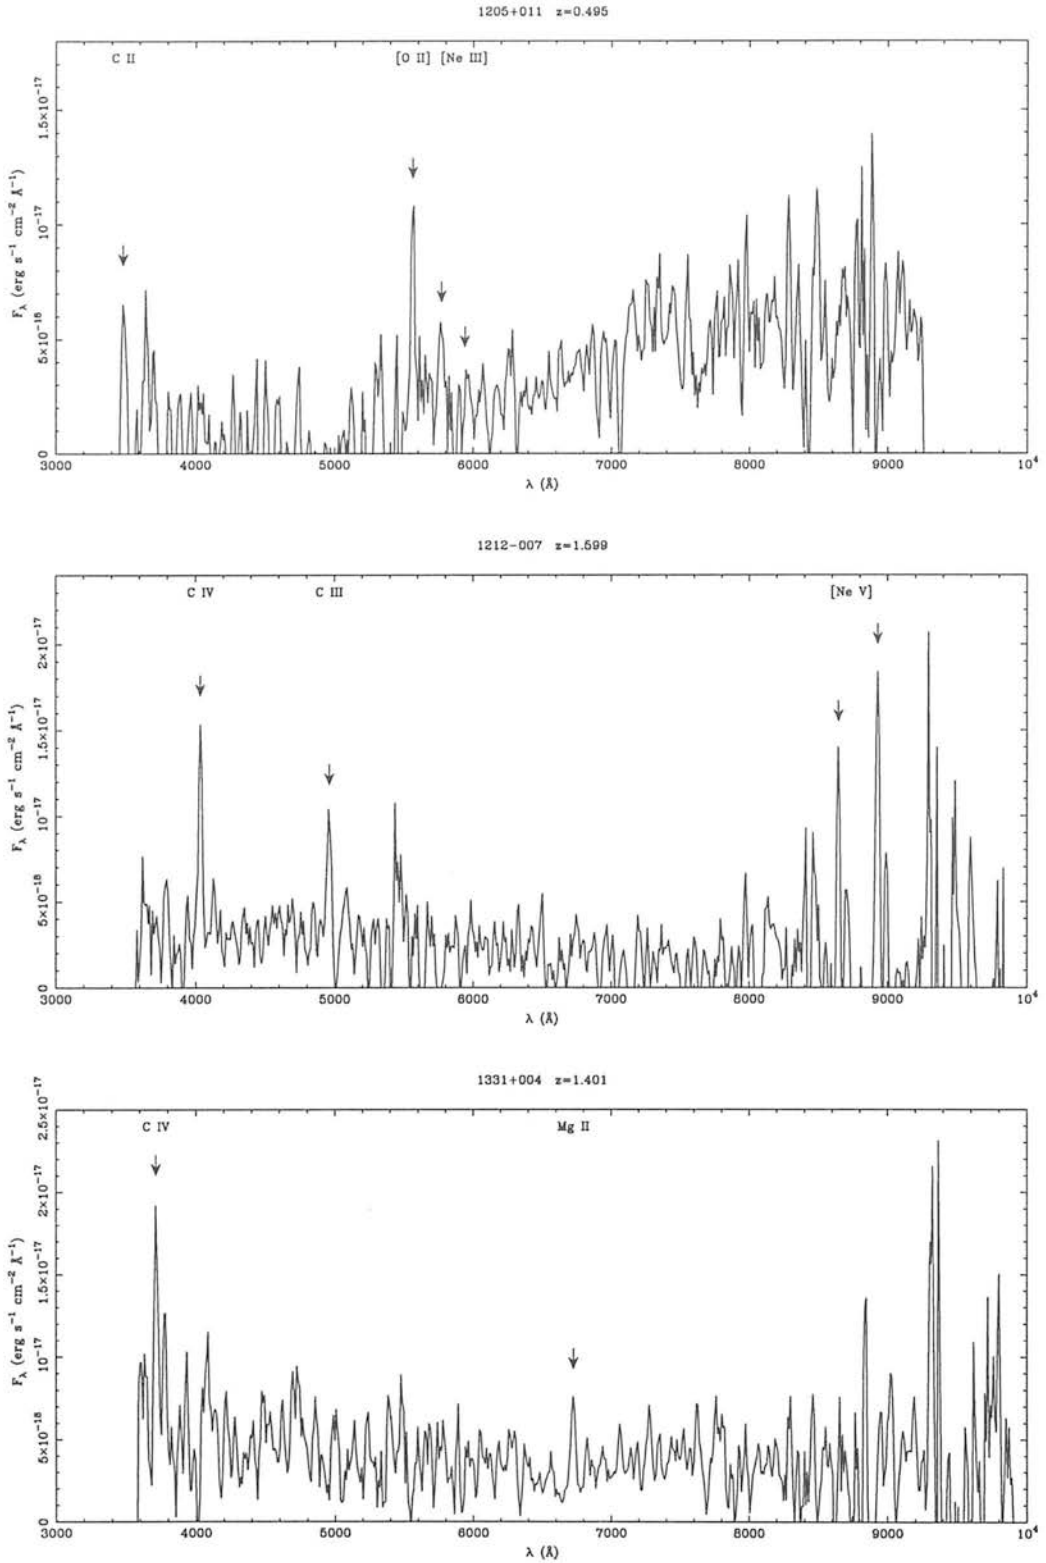 1205+011 z=0.495
C II [O II] [Ne III]
1.5×10⁻¹⁷
10⁻¹⁷
5×10⁻¹⁸
0
F_λ (erg s⁻¹ cm⁻² Å⁻¹)
3000 4000 5000 6000 7000 8000 9000 10⁴
λ (Å)
1212-007 z=1.599
C IV C III [Ne V]
2×10⁻¹⁷
1.5×10⁻¹⁷
10⁻¹⁷
5×10⁻¹⁸
0
F_λ (erg s⁻¹ cm⁻² Å⁻¹)
3000 4000 5000 6000 7000 8000 9000 10⁴
λ (Å)
1331+004 z=1.401
C IV Mg II
2.5×10⁻¹⁷
2×10⁻¹⁷
1.5×10⁻¹⁷
10⁻¹⁷
5×10⁻¹⁸
0
F_λ (erg s⁻¹ cm⁻² Å⁻¹)
3000 4000 5000 6000 7000 8000 9000 10⁴
λ (Å)